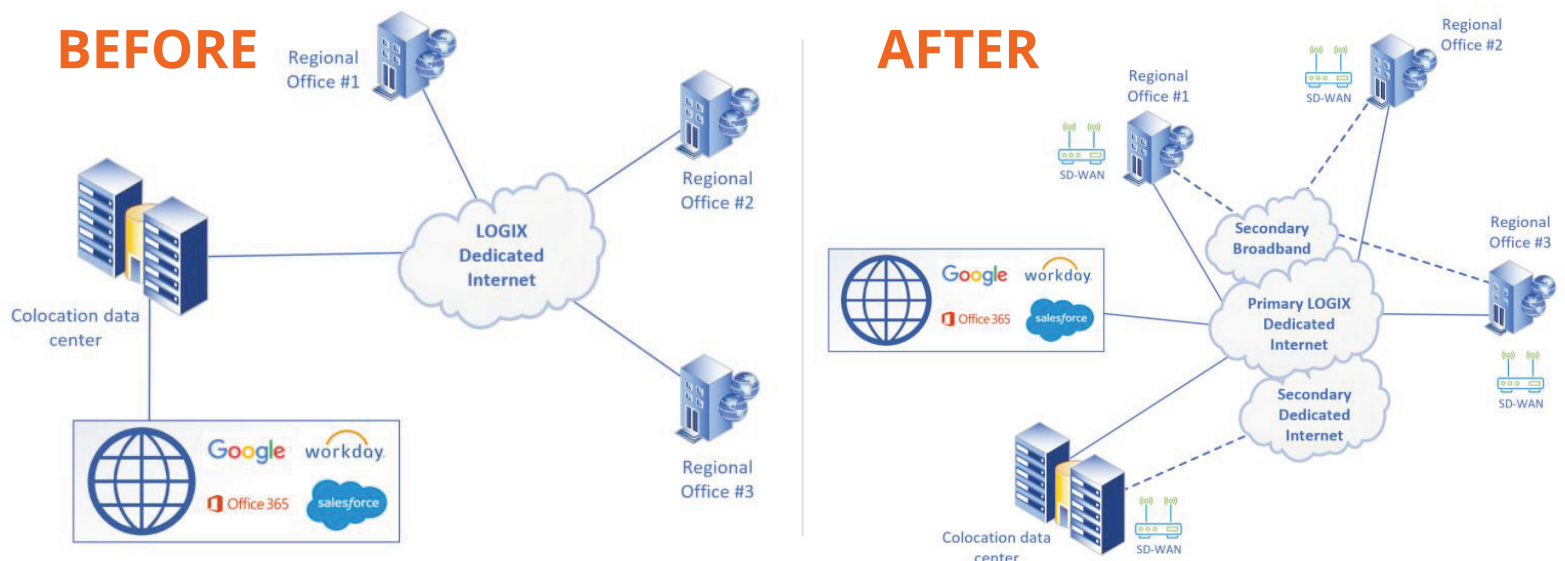 BEFORE
Regional
Office #1
Regional
Office #2
LOGIX
Dedicated
Internet
Colocation data
center
Regional
Office #3
Google
workday.
Office 365
salesforce
AFTER
Regional
Office #2
SD-WAN
Regional
Office #1
SD-WAN
Secondary
Broadband
Regional
Office #3
Google
workday.
Office 365
salesforce
Primary LOGIX
Dedicated
Internet
SD-WAN
Secondary
Dedicated
Internet
Colocation data
center
SD-WAN